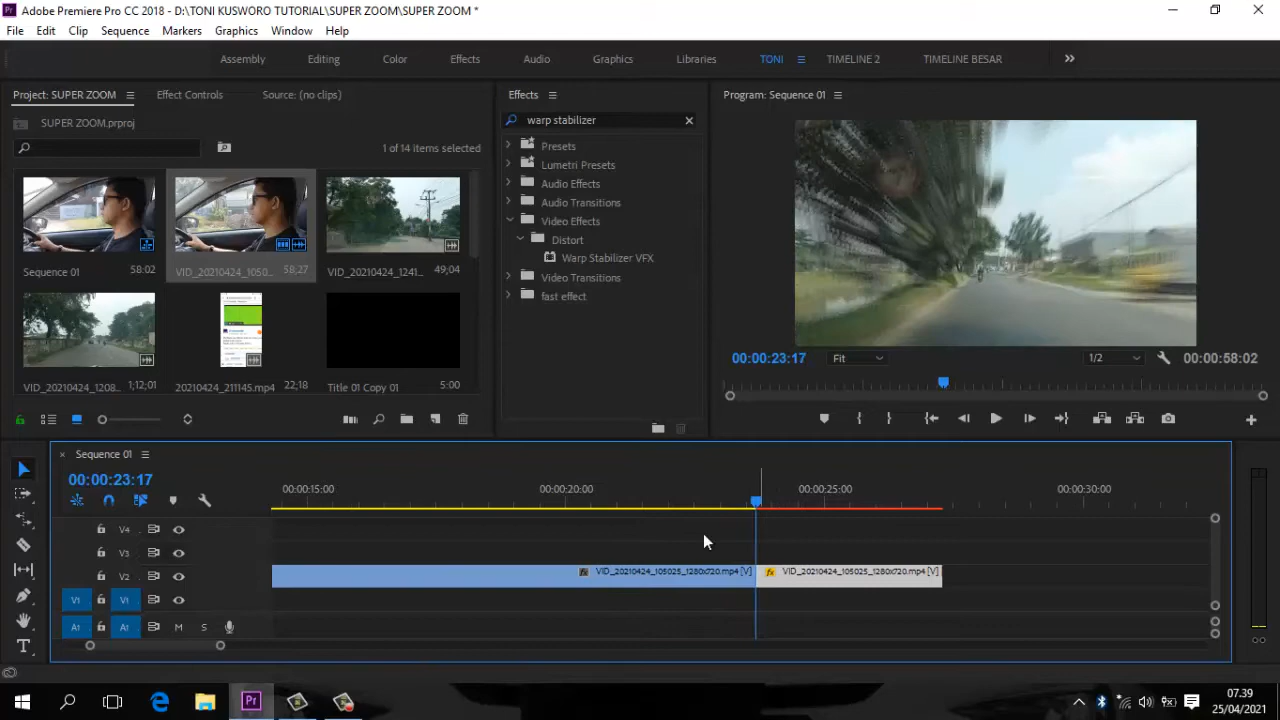 Adobe Premiere Pro CC 2018 - D:\TONI KUSWORO TUTORIAL\SUPER ZOOM\SUPER ZOOM *
File Edit Clip Sequence Markers Graphics Window Help
Assembly Editing Color Effects Audio Graphics Libraries TONI TIMELINE 2 TIMELINE BESAR
Project: SUPER ZOOM Effect Controls Source: (no clips)
SUPER ZOOM.prproj
1 of 14 items selected
Sequence 01 58:02
VID_20210424_1050... 58,27
VID_20210424_1241... 49;04
VID_20210424_1208... 1;12;01
20210424_211145.mp4 22;18
Title 01 Copy 01 5:00
Effects
warp stabilizer
Presets
Lumetri Presets
Audio Effects
Audio Transitions
Video Effects
Distort
Warp Stabilizer VFX
Video Transitions
fast effect
Program: Sequence 01
00:00:23:17 Fit 1/2 00:00:58:02
Sequence 01
00:00:23:17
00:00:15:00 00:00:20:00 00:00:25:00 00:00:30:00
V4
V3
V2 fx VID_20210424_105025_1280x720.mp4 [V] fx VID_20210424_105025_1280x720.mp4 [V]
V1 V1
A1 A1 M S
Pr
07.39
25/04/2021